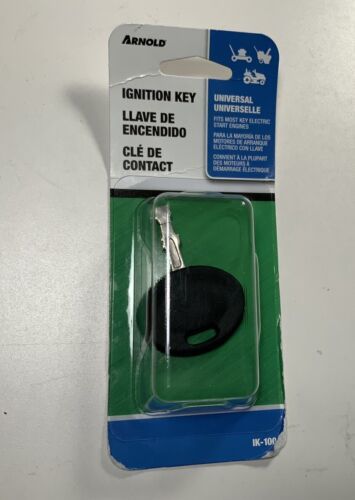 ARNOLD®
IGNITION KEY
LLAVE DE
ENCENDIDO
CLÉ DE
CONTACT
UNIVERSAL
UNIVERSELLE
FITS MOST KEY ELECTRIC
START ENGINES
PARA LA MAYORÍA DE LOS
MOTORES DE ARRANQUE
ELÉCTRICO CON LLAVE
CONVIENT À LA PLUPART
DES MOTEURS À
DÉMARRAGE ÉLECTRIQUE
IK-100